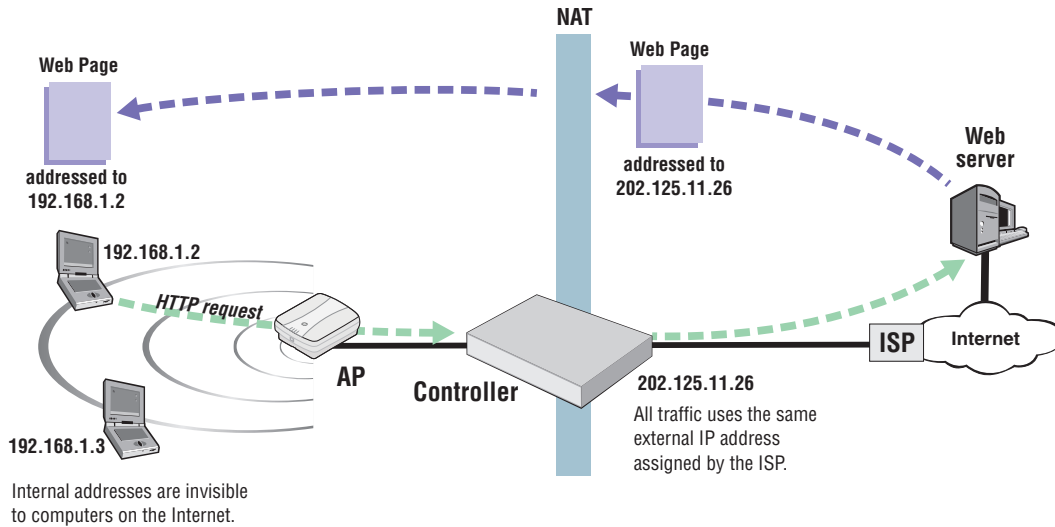 NAT
Web Page
Web Page
addressed to
192.168.1.2
addressed to
202.125.11.26
Web
server
192.168.1.2
HTTP request
AP
Controller
ISP
Internet
202.125.11.26
All traffic uses the same
external IP address
assigned by the ISP.
192.168.1.3
Internal addresses are invisible
to computers on the Internet.